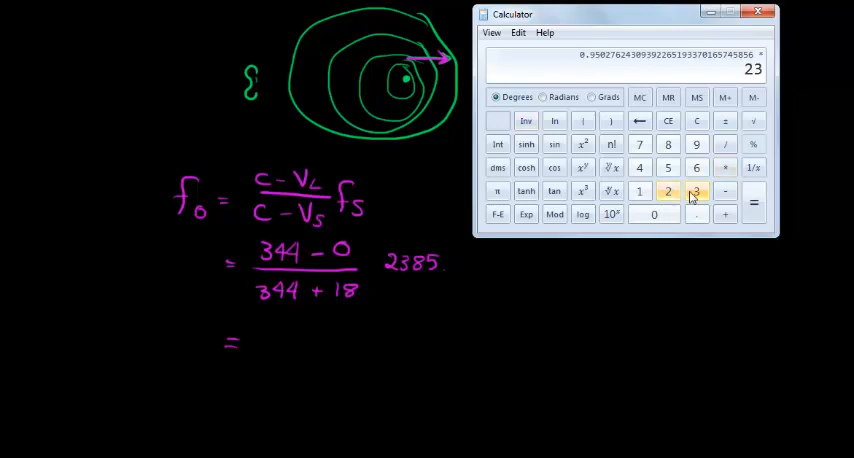 Calculator
View Edit Help
0.95027624309392265193370165745856 *
23
Degrees Radians Grads MC MR MS M+ M-
Inv ln ( ) ← CE C ± √
Int sinh sin x² n! 7 8 9 / %
dms cosh cos xʸ ʸ√x 4 5 6 * 1/x
π tanh tan x³ ³√x 1 2 3 - =
F-E Exp Mod log 10ˣ 0 . +
f₀ = (C - V_L)/(C - V_S) f_S
= (344 - 0)/(344 + 18) 2385.
=